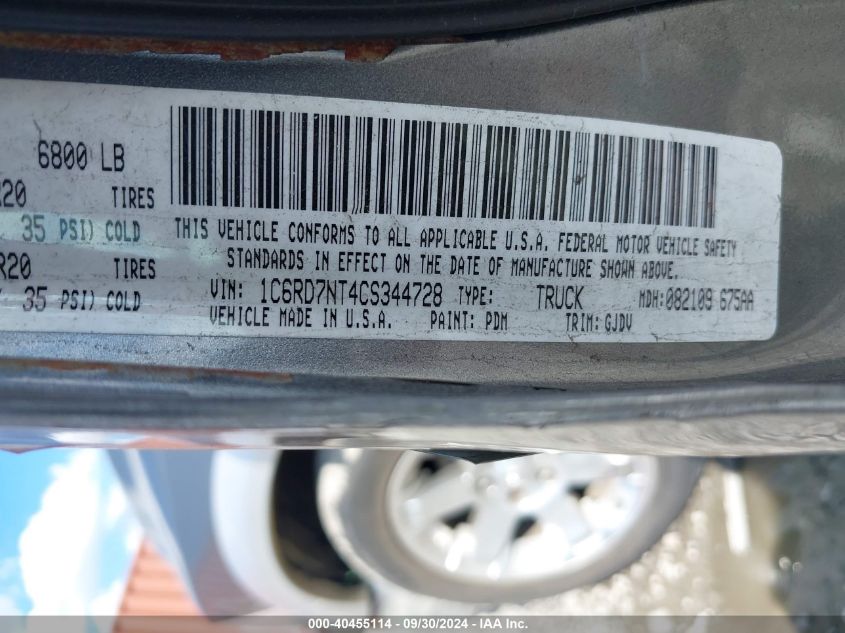 6800 LB
R20 TIRES
35 PSI) COLD
R20 TIRES
35 PSI) COLD
THIS VEHICLE CONFORMS TO ALL APPLICABLE U.S.A. FEDERAL MOTOR VEHICLE SAFETY
STANDARDS IN EFFECT ON THE DATE OF MANUFACTURE SHOWN ABOVE.
VIN: 1C6RD7NT4CS344728 TYPE: TRUCK MDH:082109 675AA
VEHICLE MADE IN U.S.A. PAINT: PDM TRIM: GJDV
000-40455114 - 09/30/2024 - IAA Inc.